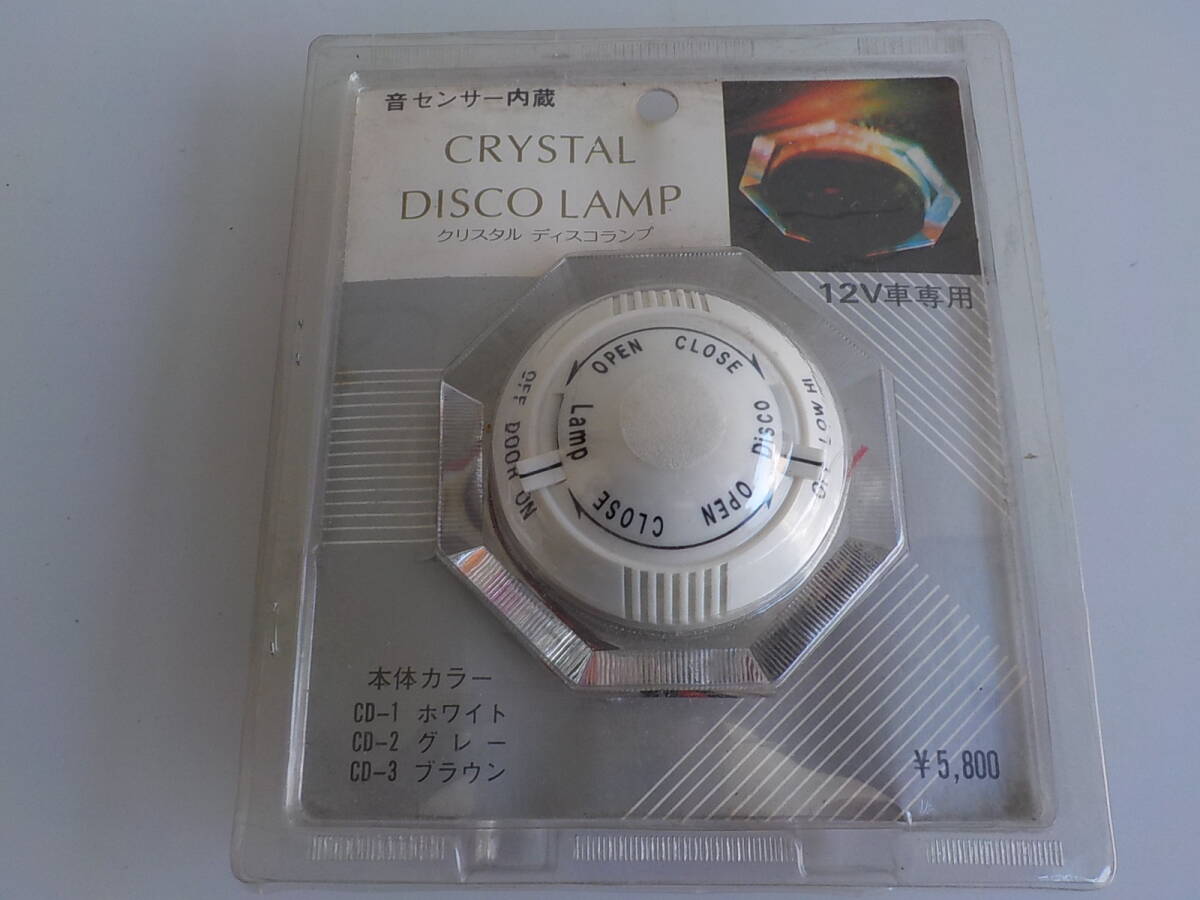 音センサー内蔵
CRYSTAL
DISCO LAMP
クリスタル ディスコランプ
12V車専用
OPEN CLOSE
OFF DOOR ON
Lamp
Disco
OFF LOW HI
OPEN CLOSE
本体カラー
CD-1 ホワイト
CD-2 グレー
CD-3 ブラウン
¥5,800